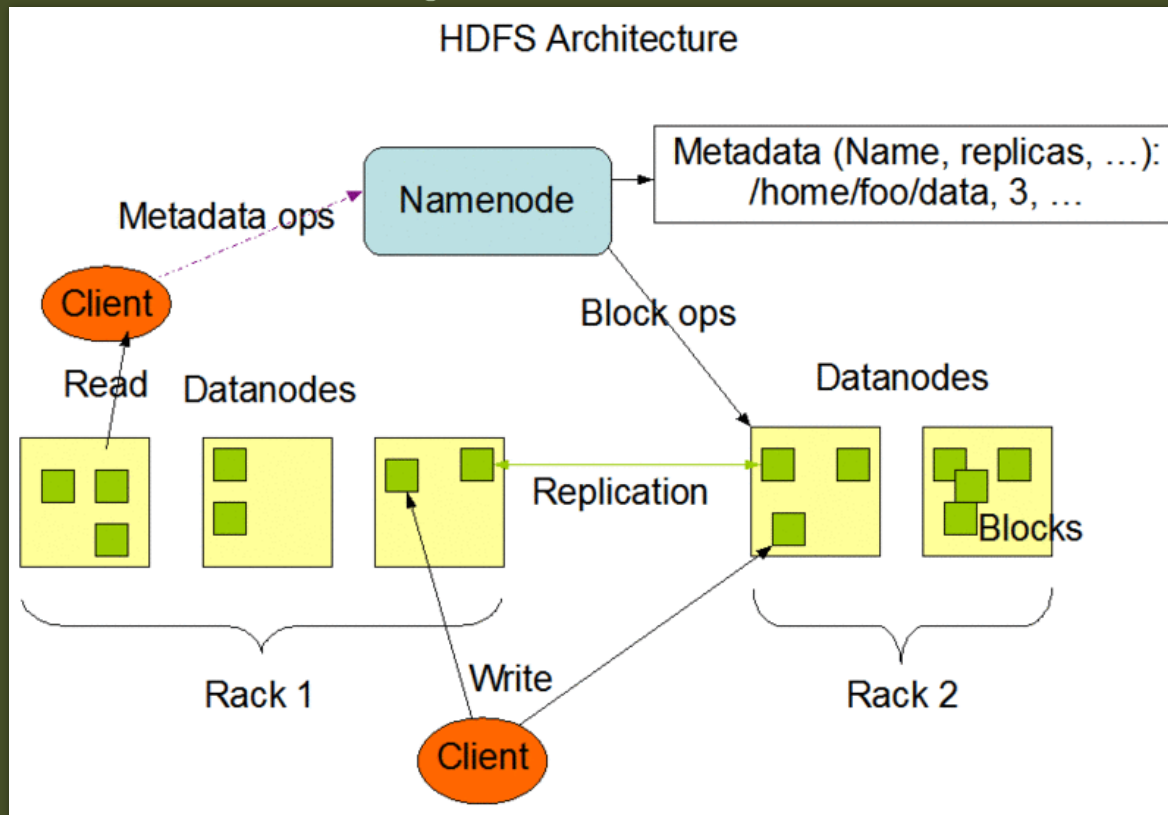 HDFS Architecture
Metadata (Name, replicas, …):
/home/foo/data, 3, …
Namenode
Metadata ops
Client
Block ops
Read
Datanodes
Datanodes
Replication
Blocks
Rack 1
Write
Rack 2
Client